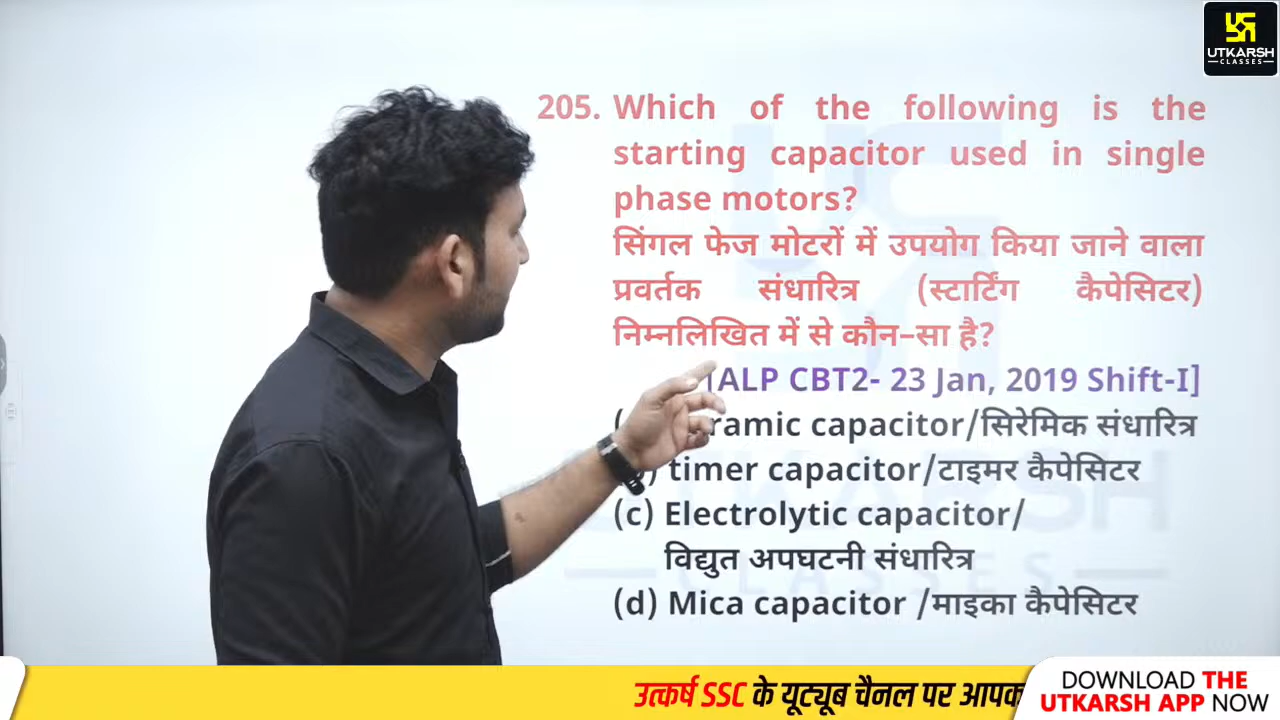 UTKARSH
CLASSES
205. Which of the following is the
starting capacitor used in single
phase motors?
सिंगल फेज मोटरों में उपयोग किया जाने वाला
प्रवर्तक संधारित्र (स्टार्टिंग कैपेसिटर)
निम्नलिखित में से कौन–सा है?
[ALP CBT2- 23 Jan, 2019 Shift-I]
capacitor/सिरेमिक संधारित्र
timer capacitor/टाइमर कैपेसिटर
(c) Electrolytic capacitor/
विद्युत अपघटनी संधारित्र
(d) Mica capacitor /माइका कैपेसिटर
उत्कर्ष SSC के यूट्यूब चैनल पर
DOWNLOAD THE
UTKARSH APP NOW